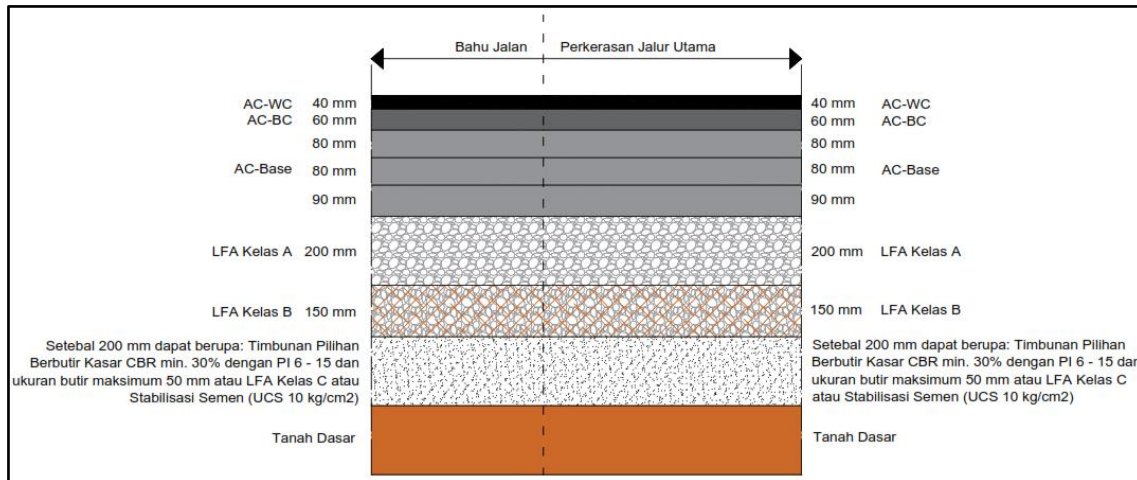 Bahu Jalan
Perkerasan Jalur Utama
AC-WC 40 mm
AC-BC 60 mm
80 mm
AC-Base 80 mm
90 mm
LFA Kelas A 200 mm
LFA Kelas B 150 mm
Setebal 200 mm dapat berupa: Timbunan Pilihan
Berbutir Kasar CBR min. 30% dengan PI 6 - 15 dan
ukuran butir maksimum 50 mm atau LFA Kelas C atau
Stabilisasi Semen (UCS 10 kg/cm2)
Tanah Dasar
40 mm AC-WC
60 mm AC-BC
80 mm
80 mm AC-Base
90 mm
200 mm LFA Kelas A
150 mm LFA Kelas B
Setebal 200 mm dapat berupa: Timbunan Pilihan
Berbutir Kasar CBR min. 30% dengan PI 6 - 15 dan
ukuran butir maksimum 50 mm atau LFA Kelas C
atau Stabilisasi Semen (UCS 10 kg/cm2)
Tanah Dasar